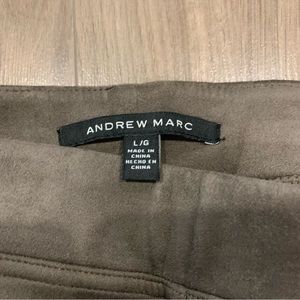 ANDREW MARC
L/G
MADE IN
CHINA
HECHO EN
CHINA